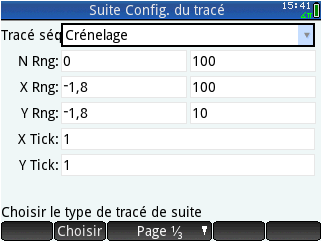 Suite Config. du tracé 15:41
Tracé séq Crénelage
N Rng: 0 100
X Rng: -1,8 100
Y Rng: -1,8 10
X Tick: 1
Y Tick: 1
Choisir le type de tracé de suite
Choisir Page 1/3